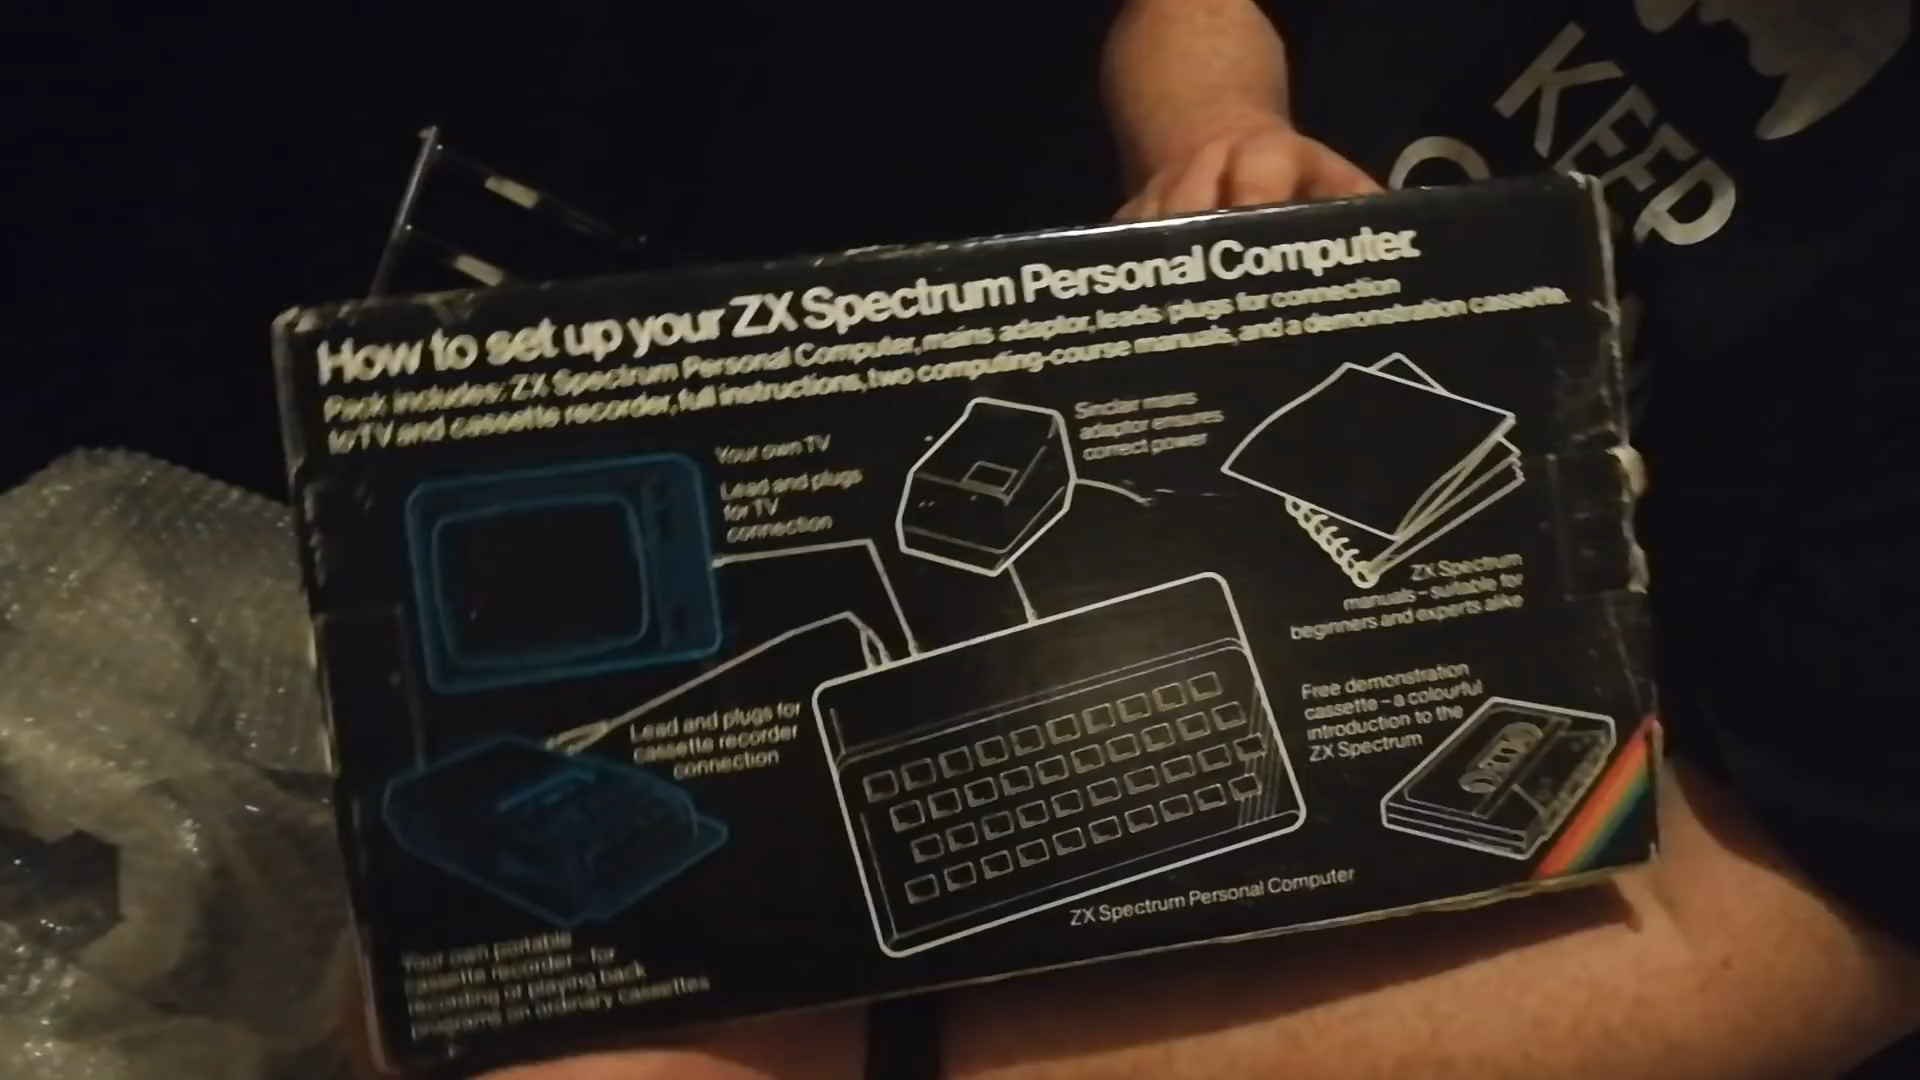 KEEP
How to set up your ZX Spectrum Personal Computer.
Pack includes: ZX Spectrum Personal Computer, mains adaptor, leads/plugs for connection
to TV and cassette recorder, full instructions, two computing-course manuals, and a demonstration cassette.
Your own TV
Lead and plugs
for TV
connection
Sinclair mains
adaptor ensures
correct power
ZX Spectrum
manuals – suitable for
beginners and experts alike
Lead and plugs for
cassette recorder
connection
Free demonstration
cassette – a colourful
introduction to the
ZX Spectrum
ZX Spectrum Personal Computer
Your own portable
cassette recorder – for
recording or playing back
programs on ordinary cassettes